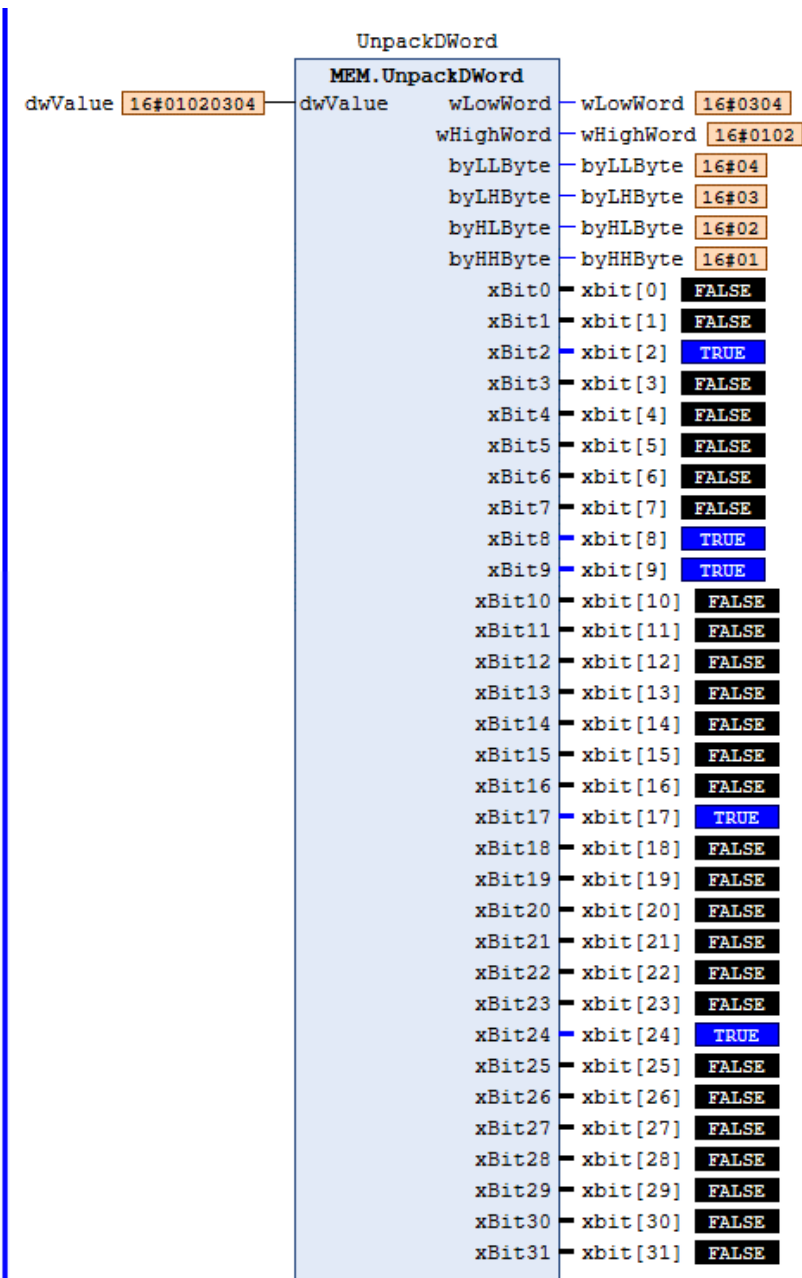 UnpackDWord
MEM.UnpackDWord
dwValue 16#01020304 dwValue wLowWord wLowWord 16#0304
wHighWord wHighWord 16#0102
byLLByte byLLByte 16#04
byLHByte byLHByte 16#03
byHLByte byHLByte 16#02
byHHByte byHHByte 16#01
xBit0 xbit[0] FALSE
xBit1 xbit[1] FALSE
xBit2 xbit[2] TRUE
xBit3 xbit[3] FALSE
xBit4 xbit[4] FALSE
xBit5 xbit[5] FALSE
xBit6 xbit[6] FALSE
xBit7 xbit[7] FALSE
xBit8 xbit[8] TRUE
xBit9 xbit[9] TRUE
xBit10 xbit[10] FALSE
xBit11 xbit[11] FALSE
xBit12 xbit[12] FALSE
xBit13 xbit[13] FALSE
xBit14 xbit[14] FALSE
xBit15 xbit[15] FALSE
xBit16 xbit[16] FALSE
xBit17 xbit[17] TRUE
xBit18 xbit[18] FALSE
xBit19 xbit[19] FALSE
xBit20 xbit[20] FALSE
xBit21 xbit[21] FALSE
xBit22 xbit[22] FALSE
xBit23 xbit[23] FALSE
xBit24 xbit[24] TRUE
xBit25 xbit[25] FALSE
xBit26 xbit[26] FALSE
xBit27 xbit[27] FALSE
xBit28 xbit[28] FALSE
xBit29 xbit[29] FALSE
xBit30 xbit[30] FALSE
xBit31 xbit[31] FALSE